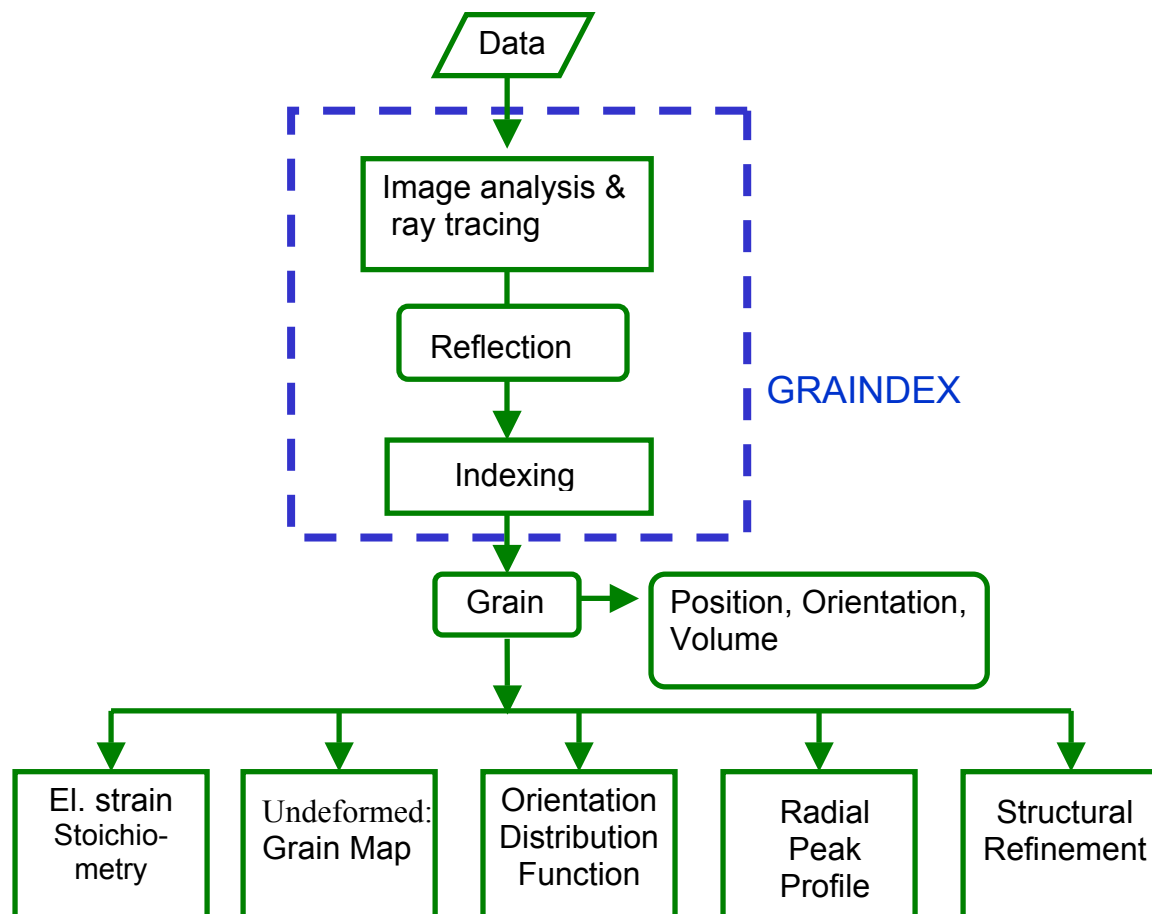 Data
Image analysis &
ray tracing
Reflection
GRAINDEX
Indexing
Grain
Position, Orientation,
Volume
El. strain
Stoichio-
metry
Undeformed:
Grain Map
Orientation
Distribution
Function
Radial
Peak
Profile
Structural
Refinement